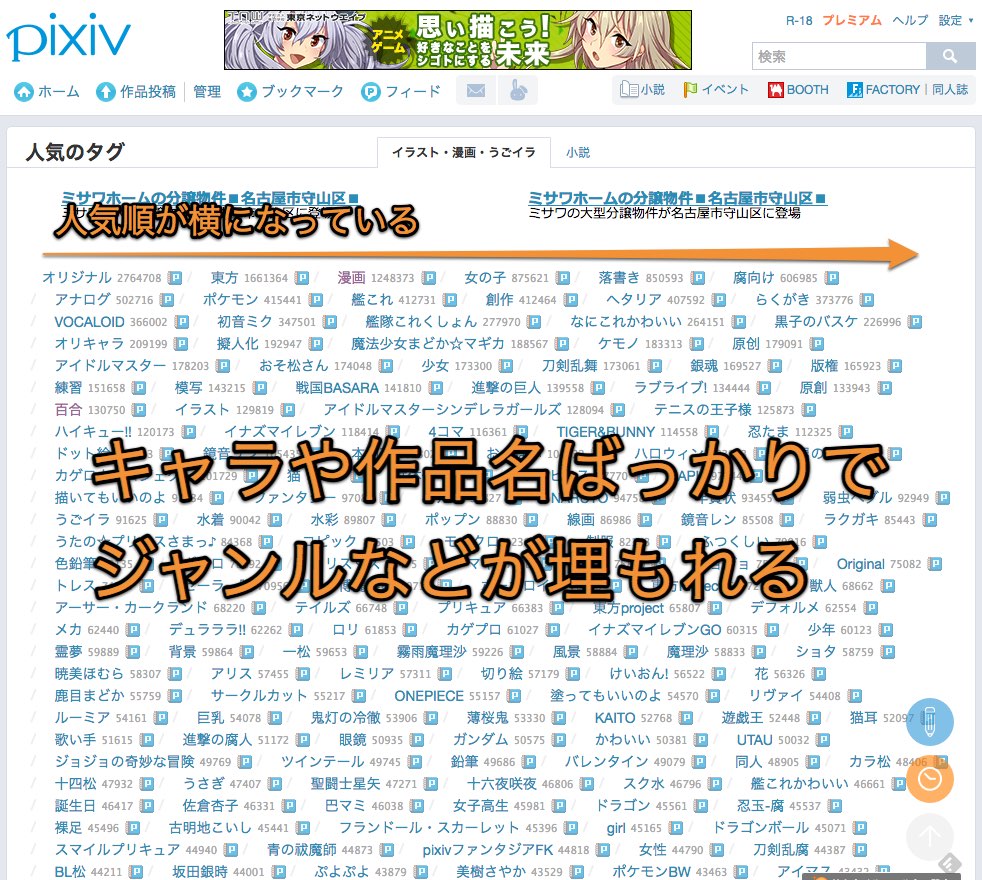 pixiv
東京ネットウエイブ
アニメ
ゲーム
思い描こう!
好きなことを
シゴトにする
未来
R-18 プレミアム ヘルプ 設定
検索
ホーム 作品投稿 管理 ブックマーク フィード 小説 イベント BOOTH FACTORY 同人誌
人気のタグ イラスト・漫画・うごイラ 小説
ミサワホームの分譲物件■名古屋市守山区■ ミサワホームの分譲物件■名古屋市守山区■
区に登場 ミサワの大型分譲物件が名古屋市守山区に登場
人気順が横になっている
オリジナル 2764708 東方 1661364 漫画 1248373 女の子 875621 落書き 850593 腐向け 606985
/ アナログ 502716 / ポケモン 415441 / 艦これ 412731 / 創作 412464 / ヘタリア 407592 / らくがき 373776
/ VOCALOID 366002 / 初音ミク 347501 / 艦隊これくしょん 277970 / なにこれかわいい 264151 / 黒子のバスケ 226996
/ オリキャラ 209199 / 擬人化 192947 / 魔法少女まどか☆マギカ 188567 / ケモノ 183313 / 原创 179091
/ アイドルマスター 178203 / おそ松さん 174048 / 少女 173300 / 刀剣乱舞 173061 / 銀魂 169527 / 版権 165923
/ 練習 151658 / 模写 143215 / 戦国BASARA 141810 / 進撃の巨人 139558 / ラブライブ! 134444 / 原創 133943
/ 百合 130750 / イラスト 129819 / アイドルマスターシンデレラガールズ 128094 / テニスの王子様 125873
/ ハイキュー!! 120173 / イナズマイレブン 118414 / 4コマ 116361 / TIGER&BUNNY 114558 / 忍たま 112325
キャラや作品名ばっかりで
/ 描いてもいいのよ / 弱虫ペダル 92949
/ うごイラ 91625 / 水着 90042 / 水彩 89807 / ポップン 88830 / 線画 86986 / 鏡音レン 85508 / ラクガキ 85443
/ うたの☆プリンスさまっ♪ 84368
ジャンルなどが埋もれる
Original 75082
獣人 68662
/ アーサー・カークランド 68220 / テイルズ 66748 / プリキュア 66383 / 東方project 65807 / デフォルメ 62554
/ メカ 62440 / デュラララ!! 62262 / ロリ 61853 / カゲプロ 61027 / イナズマイレブンGO 60315 / 少年 60123
/ 霊夢 59889 / 背景 59864 / 一松 59653 / 霧雨魔理沙 59226 / 風景 58884 / 魔理沙 58833 / ショタ 58759
/ 暁美ほむら 58307 / アリス 57455 / レミリア 57311 / 切り絵 57179 / けいおん! 56522 / 花 56326
/ 鹿目まどか 55759 / サークルカット 55217 / ONEPIECE 55157 / 塗ってもいいのよ 54570 / リヴァイ 54408
/ ルーミア 54161 / 巨乳 54078 / 鬼灯の冷徹 53906 / 薄桜鬼 53330 / KAITO 52768 / 遊戯王 52448 / 猫耳 52097
/ 歌い手 51615 / 進撃の腐人 51172 / 眼鏡 50935 / ガンダム 50575 / かわいい 50381 / UTAU 50032
/ ジョジョの奇妙な冒険 49769 / ツインテール 49745 / 鉛筆 49686 / バレンタイン 49079 / 同人 48905 / カラ松 48406
/ 十四松 47932 / うさぎ 47407 / 聖闘士星矢 47271 / 十六夜咲夜 46806 / スク水 46796 / 艦これかわいい 46661
/ 誕生日 46417 / 佐倉杏子 46331 / 巴マミ 46038 / 女子高生 45981 / ドラゴン 45561 / 忍玉-腐 45537
/ 裸足 45496 / 古明地こいし 45441 / フランドール・スカーレット 45396 / girl 45165 / ドラゴンボール 45071
/ スマイルプリキュア 44940 / 青の祓魔師 44873 / pixivファンタジアFK 44818 / 女性 44790 / 刀剣乱腐 44387
/ BL松 44211 / 坂田銀時 44001 / ぷよぷよ 43879 / 美樹さやか 43529 / ポケモンBW 43463 / アイマス